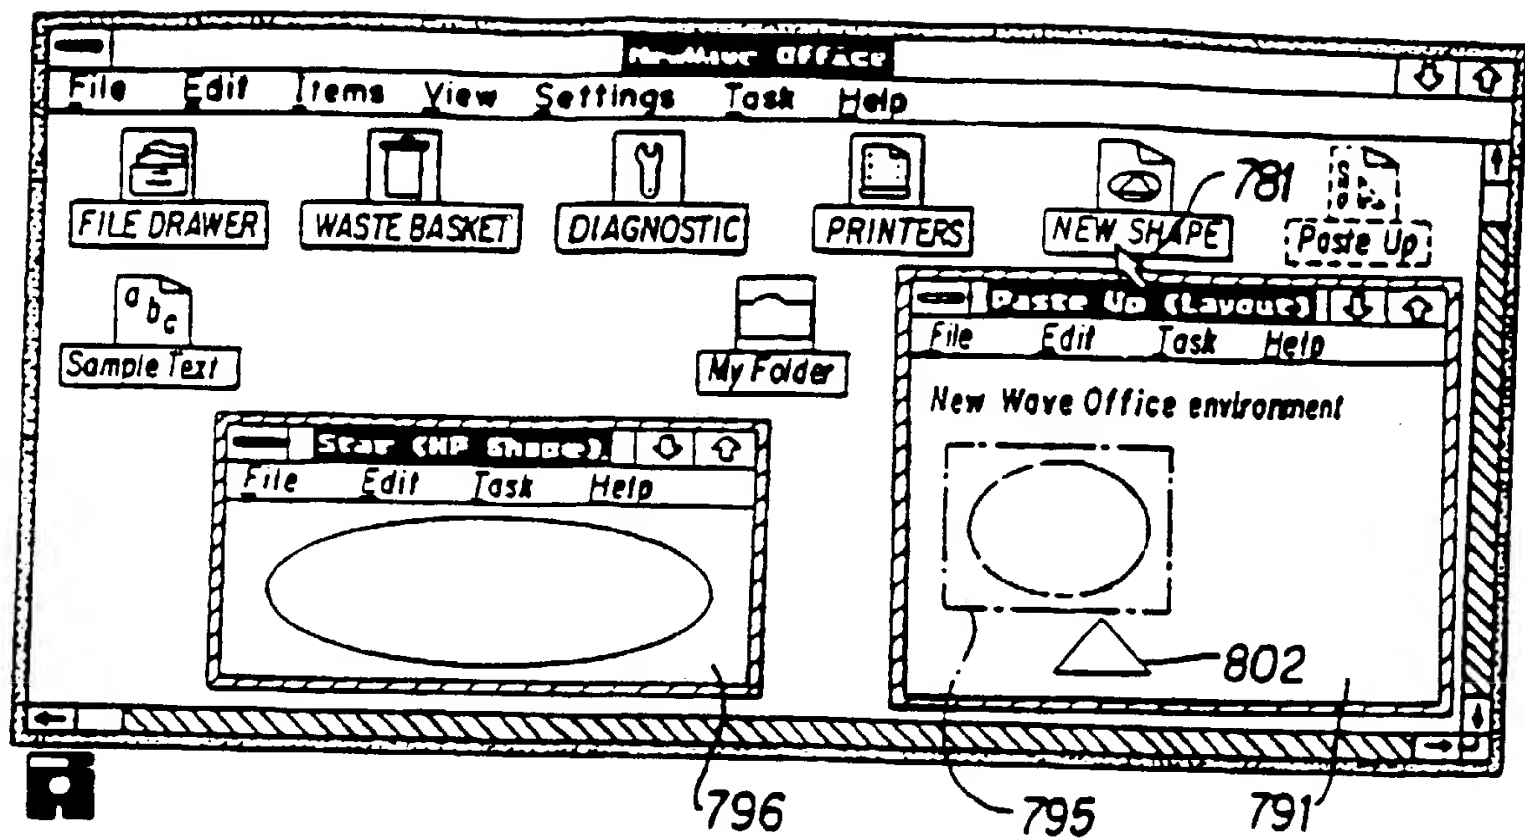 NewWave Office
File Edit Items View Settings Task Help
781
FILE DRAWER WASTE BASKET DIAGNOSTIC PRINTERS NEW SHAPE Paste Up
a b c
Sample Text My Folder
Paste Up (Layout)
File Edit Task Help
New Wave Office environment
Star (HP Shape)
File Edit Task Help
802
796 795 791